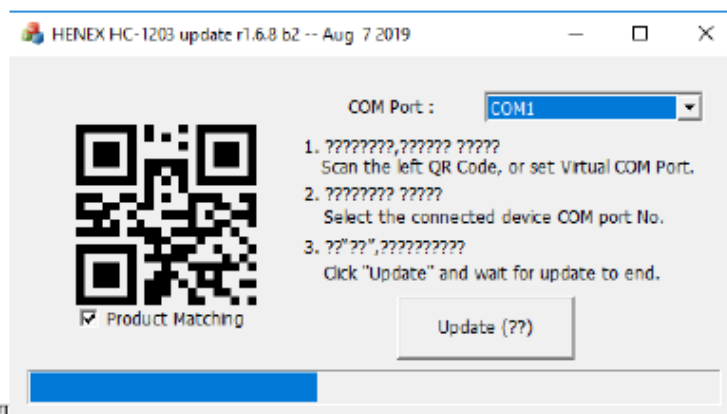 HENEX HC-1203 update r1.6.8 b2 -- Aug 7 2019
COM Port :
COM1
1. ????????,?????? ?????
Scan the left QR Code, or set Virtual COM Port.
2. ???????? ?????
Select the connected device COM port No.
3. ??"??",??????????
Click "Update" and wait for update to end.
Product Matching
Update (??)